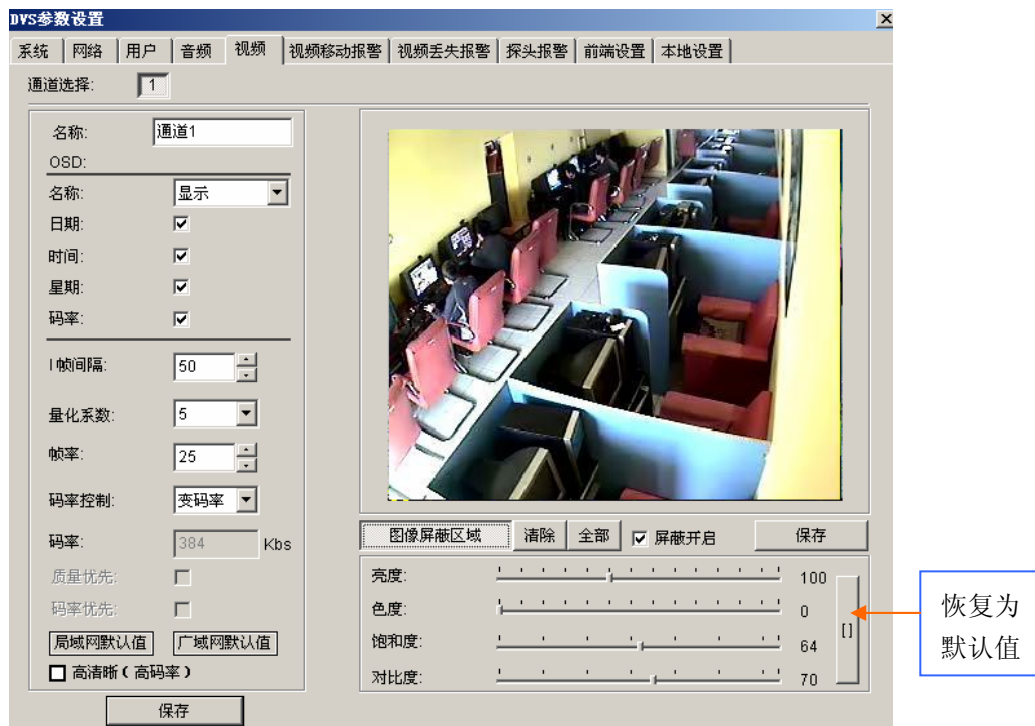 DVS参数设置
系统 网络 用户 音频 视频 视频移动报警 视频丢失报警 探头报警 前端设置 本地设置
通道选择: 1
名称: 通道1
OSD:
名称: 显示
日期:
时间:
星期:
码率:
I帧间隔: 50
量化系数: 5
帧率: 25
码率控制: 变码率
码率: 384 Kbs
质量优先:
码率优先:
局域网默认值 广域网默认值
高清晰(高码率)
保存
图像屏蔽区域 清除 全部 屏蔽开启 保存
亮度: 100
色度: 0
饱和度: 64
对比度: 70
[]
恢复为
默认值